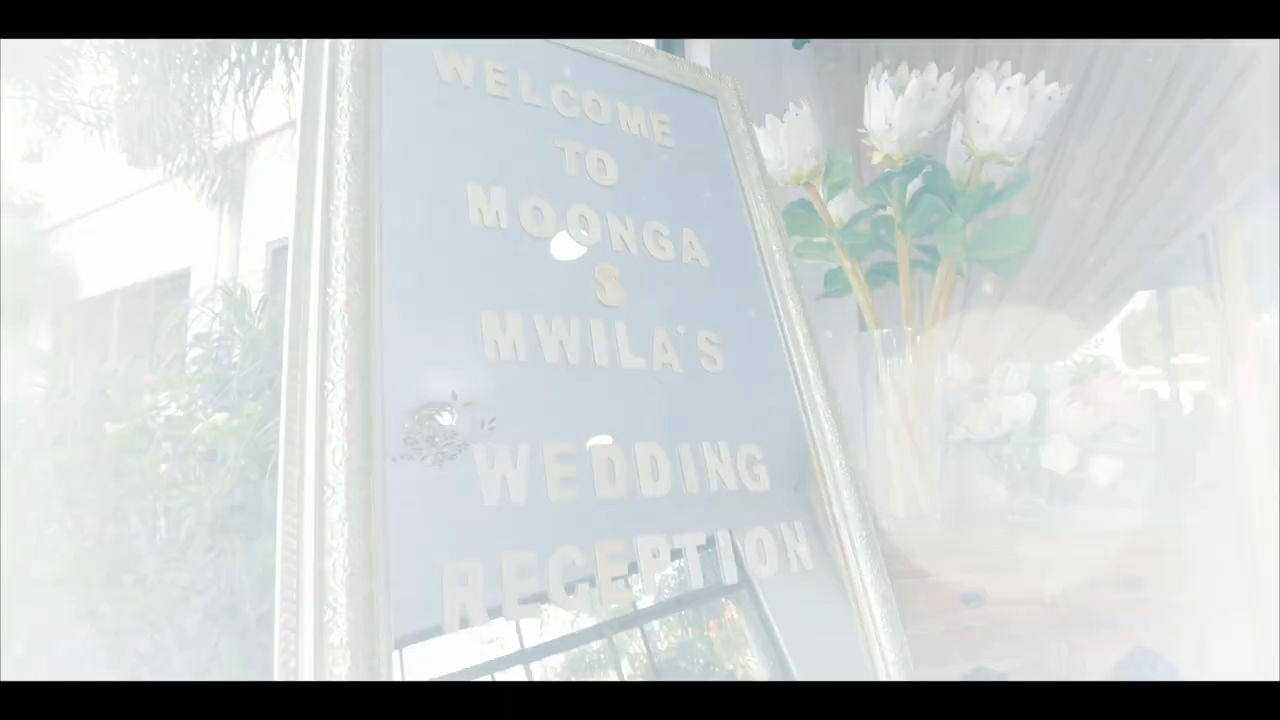 WELCOME
TO
MOONGA
&
MWILA'S
WEDDING
RECEPTION